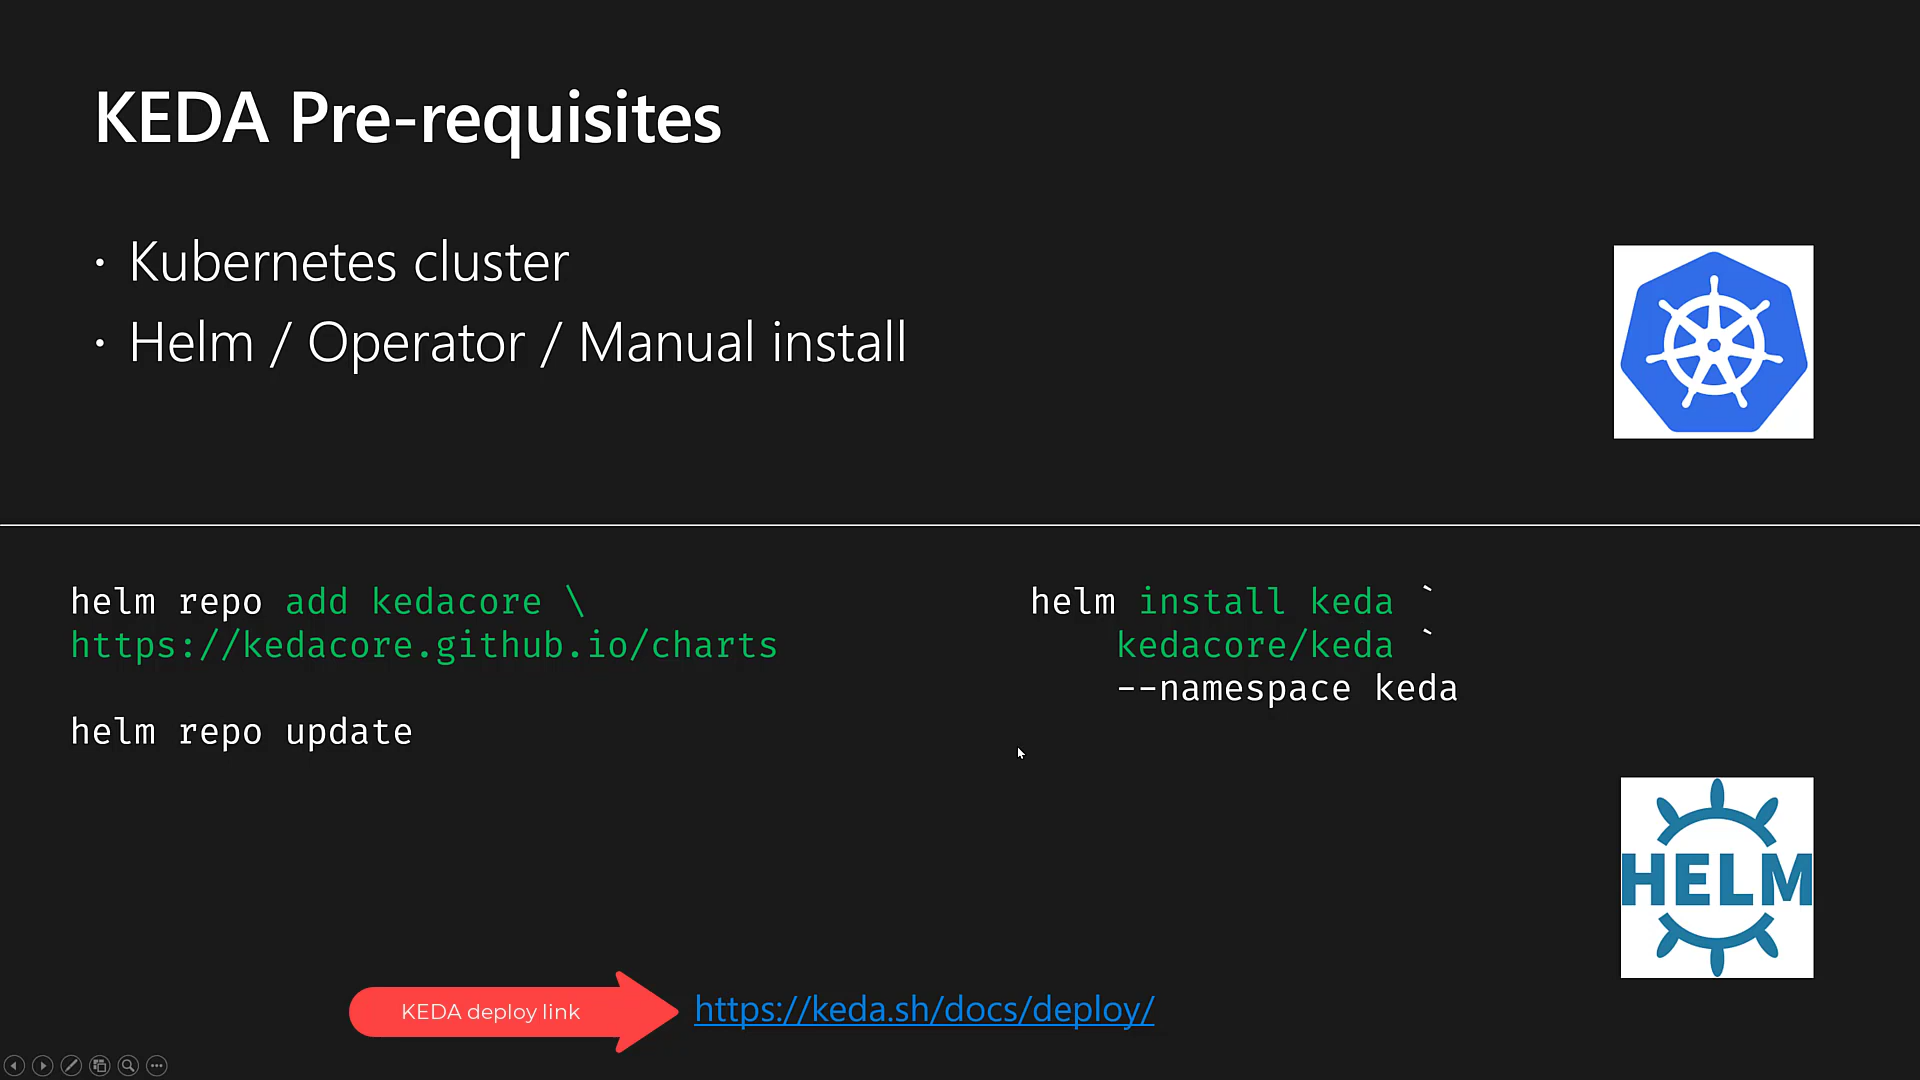 KEDA Pre-requisites
· Kubernetes cluster
· Helm / Operator / Manual install
helm repo add kedacore \
https://kedacore.github.io/charts
helm repo update
helm install keda `
kedacore/keda `
--namespace keda
HELM
KEDA deploy link
https://keda.sh/docs/deploy/